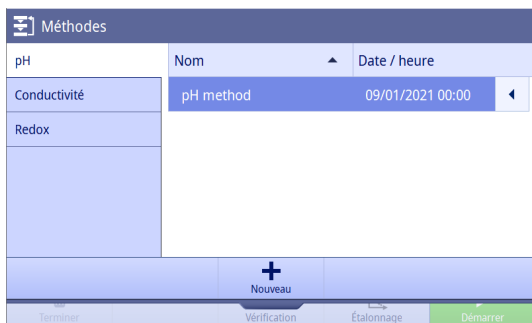 Méthodes
pH
Nom
Date / heure
Conductivité
pH method
09/01/2021 00:00
Redox
Nouveau
Terminer
Vérification
Étalonnage
Démarrer